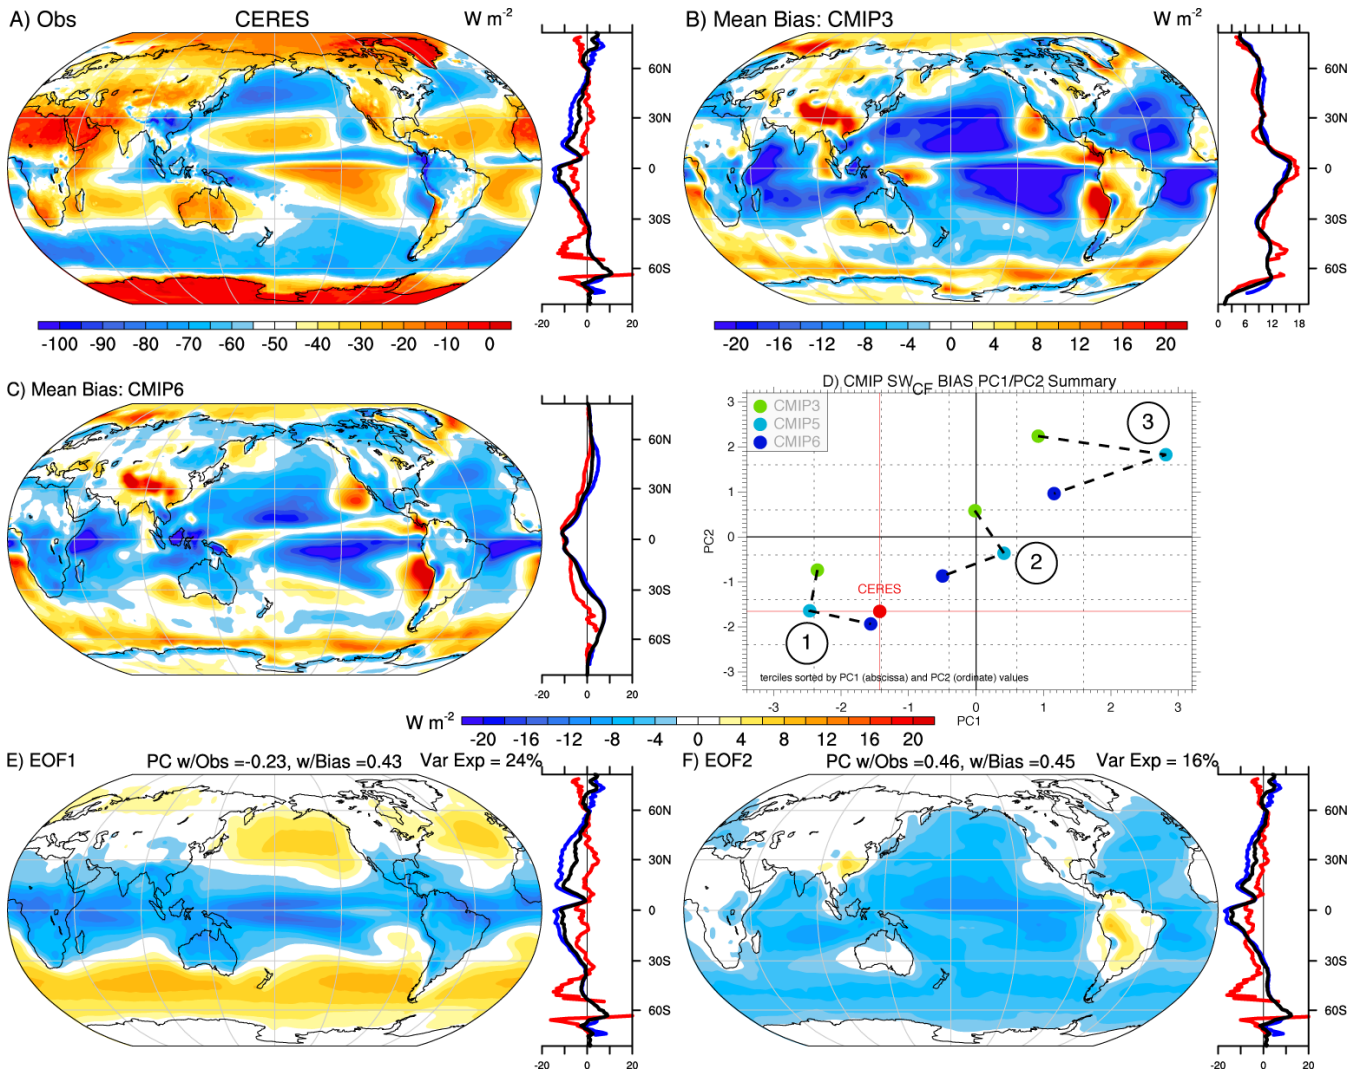 A) Obs CERES W m-2
60N
30N
0
30S
60S
-20 0 20
-100 -90 -80 -70 -60 -50 -40 -30 -20 -10 0
B) Mean Bias: CMIP3 W m-2
60N
30N
0
30S
60S
1 6 12 18
-20 -16 -12 -8 -4 0 4 8 12 16 20
C) Mean Bias: CMIP6
60N
30N
0
30S
60S
-20 0 20
D) CMIP SWCF BIAS PC1/PC2 Summary
CMIP3
CMIP5
CMIP6
3
2
1
CERES
terciles sorted by PC1 (abscissa) and PC2 (ordinate) values
PC2
3
2
1
0
-1
-2
-3
-3 -2 -1 0 1 2 3
PC1
W m-2
-20 -16 -12 -8 -4 0 4 8 12 16 20
E) EOF1 PC w/Obs =-0.23, w/Bias =0.43 Var Exp = 24%
60N
30N
0
30S
60S
-20 0 20
F) EOF2 PC w/Obs =0.46, w/Bias =0.45 Var Exp = 16%
60N
30N
0
30S
60S
-20 0 20